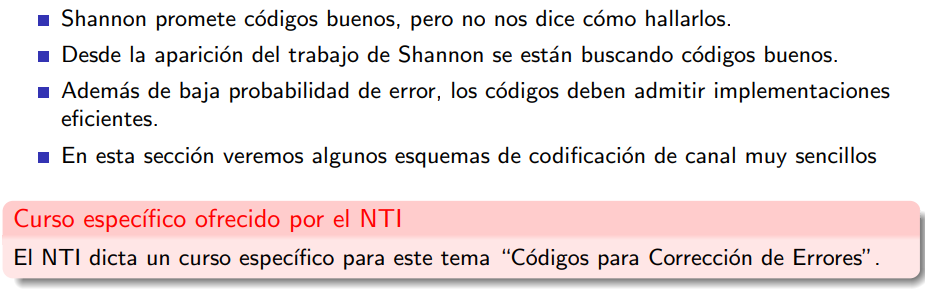 Shannon promete códigos buenos, pero no nos dice cómo hallarlos.
Desde la aparición del trabajo de Shannon se están buscando códigos buenos.
Además de baja probabilidad de error, los códigos deben admitir implementaciones
eficientes.
En esta sección veremos algunos esquemas de codificación de canal muy sencillos
Curso específico ofrecido por el NTI
El NTI dicta un curso específico para este tema “Códigos para Corrección de Errores”.